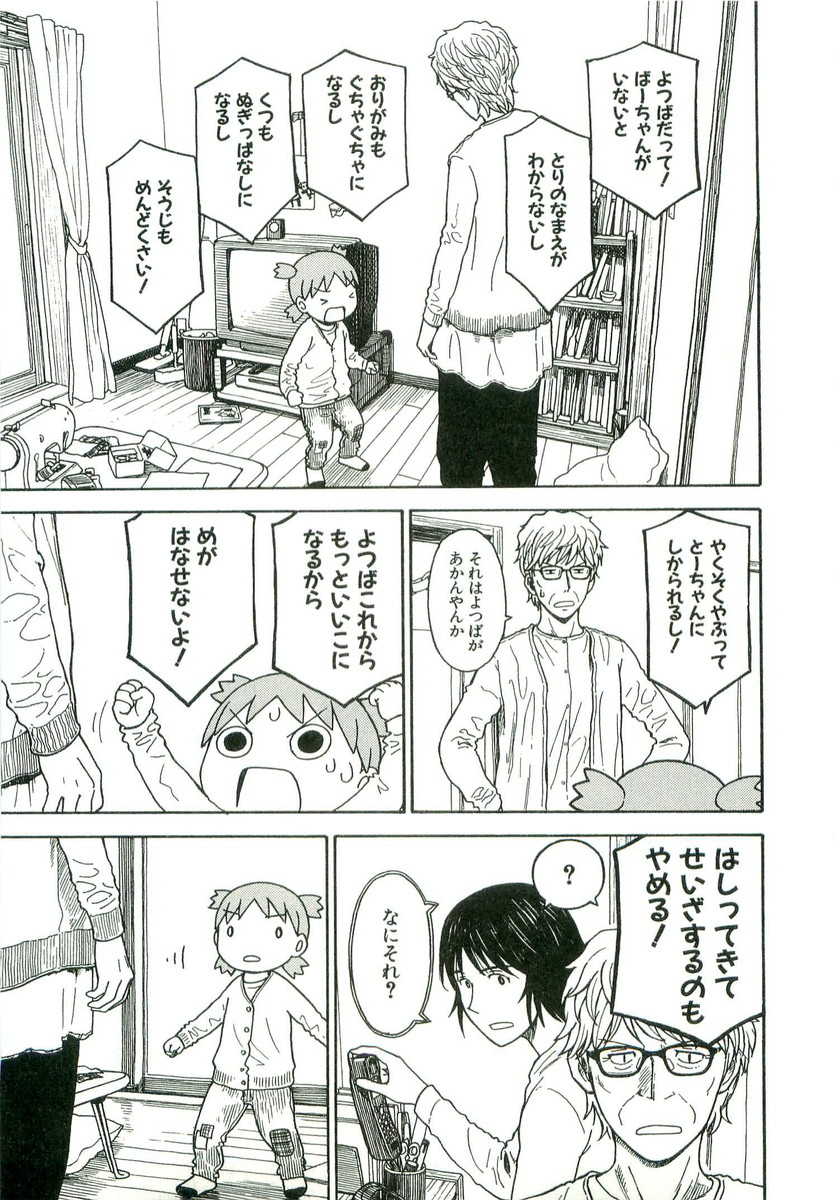 よつばだって!
ばーちゃんが
いないと
とりのなまえが
わからないし
おりがみも
ぐちゃぐちゃに
なるし
くつも
ぬぎっぱなしに
なるし
そうじも
めんどくさい!
やくそくやぶって
とーちゃんに
しかられるし!
それはよつばが
あかんやんか
よつばこれから
もっといいこに
なるから
めが
はなせないよ!
はしってきて
せいざするのも
やめる!
?
なにそれ?